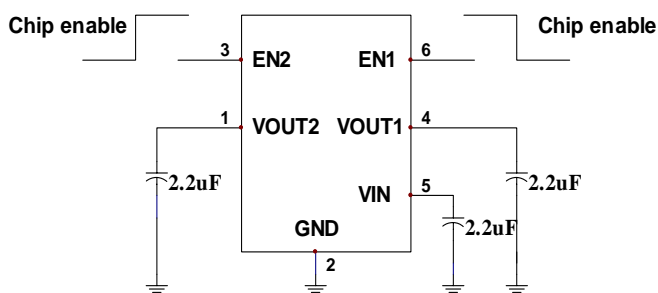 Chip enable
Chip enable
3
EN2
EN1
6
1
VOUT2
VOUT1
4
2.2uF
2.2uF
VIN
5
2.2uF
GND
2